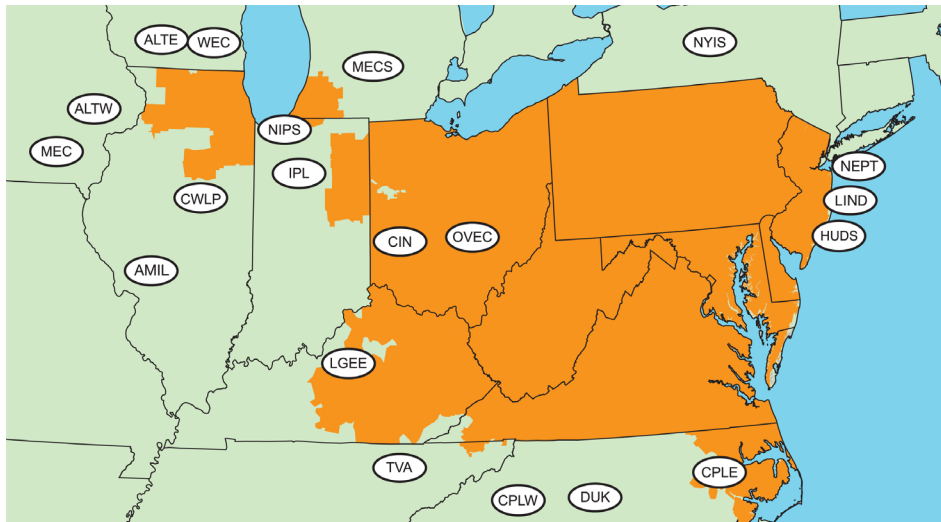 ALTE
WEC
NYIS
MECS
ALTW
NIPS
MEC
NEPT
IPL
CWLP
LIND
HUDS
CIN
OVEC
AMIL
LGEE
TVA
CPLE
CPLW
DUK